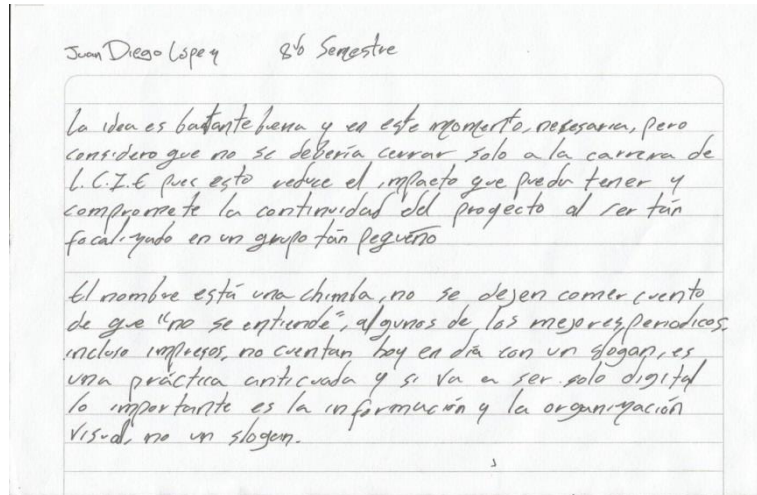 Juan Diego López 8vo Semestre
La idea es bastante buena y en este momento, necesaria, pero
considero que no se debería cerrar solo a la carrera de
L.C.I.E pues esto reduce el impacto que pueda tener y
compromete la continuidad del proyecto al ser tán
focalizado en un grupo tán pequeño
El nombre está una chimba, no se dejen comer cuento
de que "no se entiende", algunos de los mejores periodicos,
incluso impresos, no cuentan hoy en día con un slogan, es
una práctica anticuada y si va a ser solo digital
lo importante es la información y la organización
visual, no un slogan.